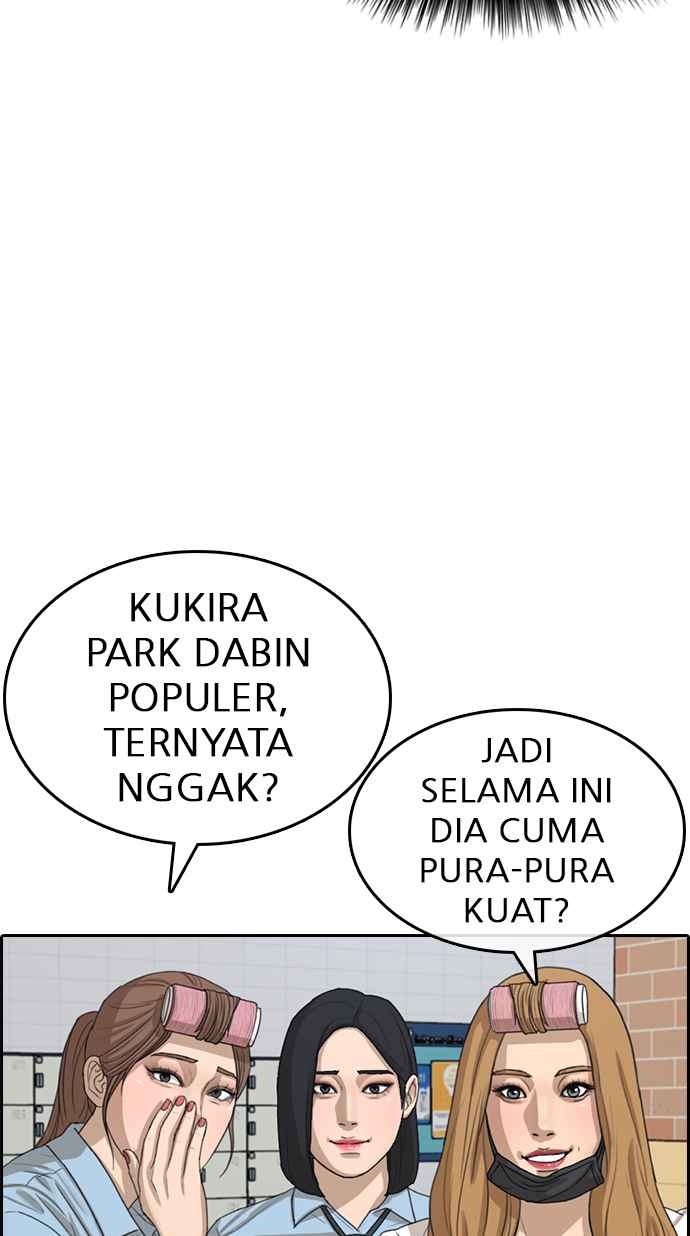 KUKIRA
PARK DABIN
POPULER,
TERNYATA
NGGAK?
JADI
SELAMA INI
DIA CUMA
PURA-PURA
KUAT?